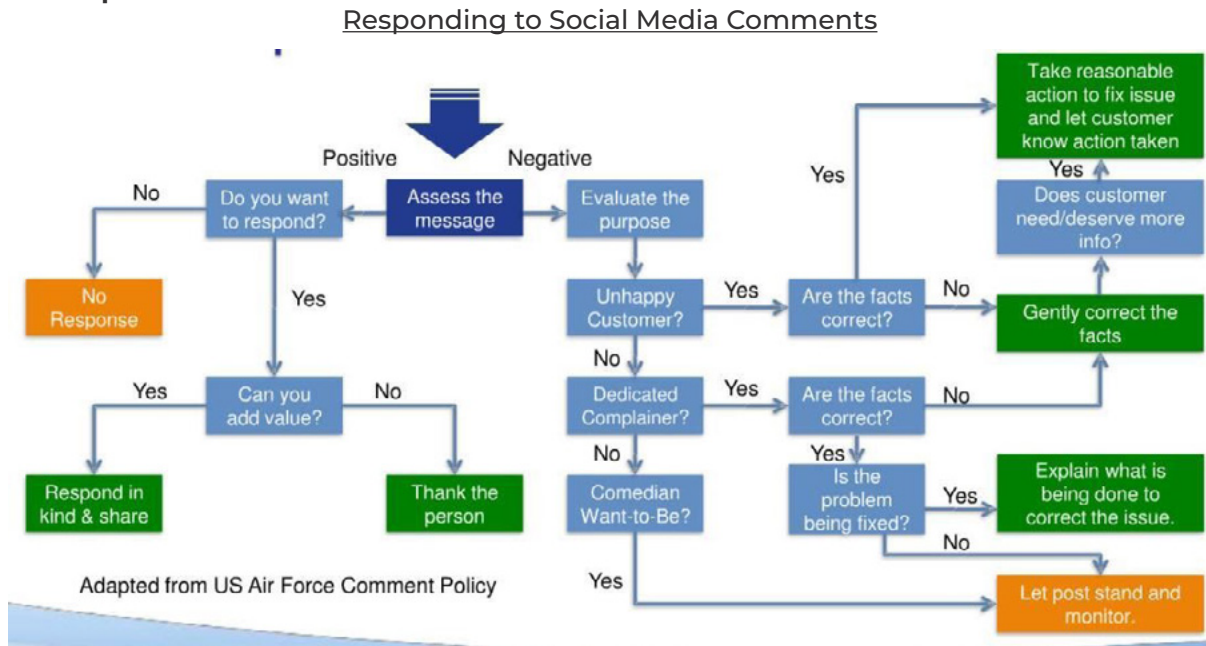 Responding to Social Media Comments
Take reasonable
action to fix issue
and let customer
know action taken
Positive
Negative
Yes
Yes
No
Do you want
to respond?
Assess the
message
Evaluate the
purpose
Does customer
need/deserve more
info?
No
Response
Yes
Unhappy
Customer?
Yes
Are the facts
correct?
No
Gently correct the
facts
No
Yes
Can you
add value?
No
Dedicated
Complainer?
Yes
Are the facts
correct?
No
No
Yes
Respond in
kind & share
Thank the
person
Comedian
Want-to-Be?
Is the
problem
being fixed?
Yes
Explain what is
being done to
correct the issue.
No
Adapted from US Air Force Comment Policy
Yes
Let post stand and
monitor.